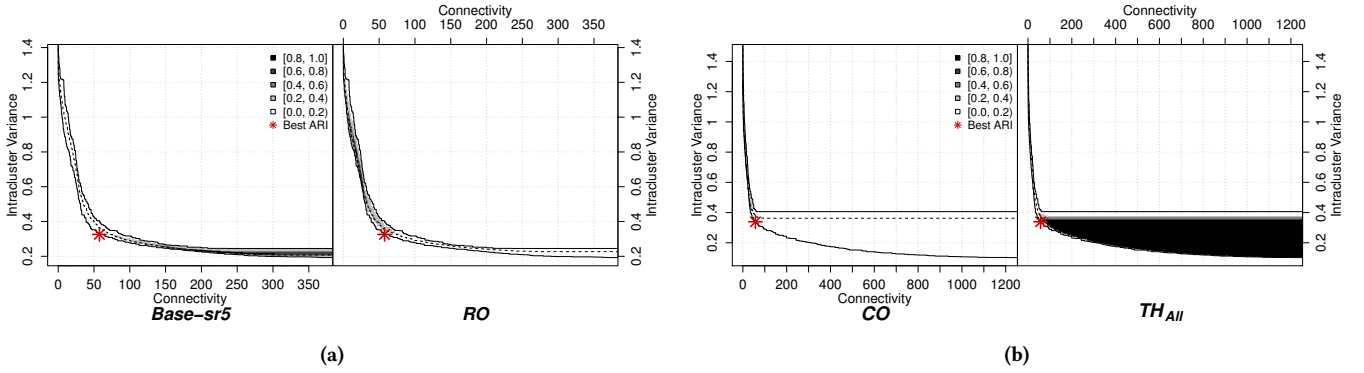 Connectivity
0 50 100 150 200 250 300 350
Intracluster Variance
0.2 0.4 0.6 0.8 1 1.2 1.4
[0.8, 1.0]
[0.6, 0.8)
[0.4, 0.6)
[0.2, 0.4)
[0.0, 0.2)
Best ARI
0.2 0.4 0.6 0.8 1 1.2 1.4
Intracluster Variance
0 50 100 150 200 250 300 350
Connectivity
Base−sr5
RO
(a)
Connectivity
0 200 400 600 800 1000 1200
Intracluster Variance
0.2 0.4 0.6 0.8 1 1.2 1.4
[0.8, 1.0]
[0.6, 0.8)
[0.4, 0.6)
[0.2, 0.4)
[0.0, 0.2)
Best ARI
0.2 0.4 0.6 0.8 1 1.2 1.4
Intracluster Variance
0 200 400 600 800 1000 1200
Connectivity
CO
TH All
(b)